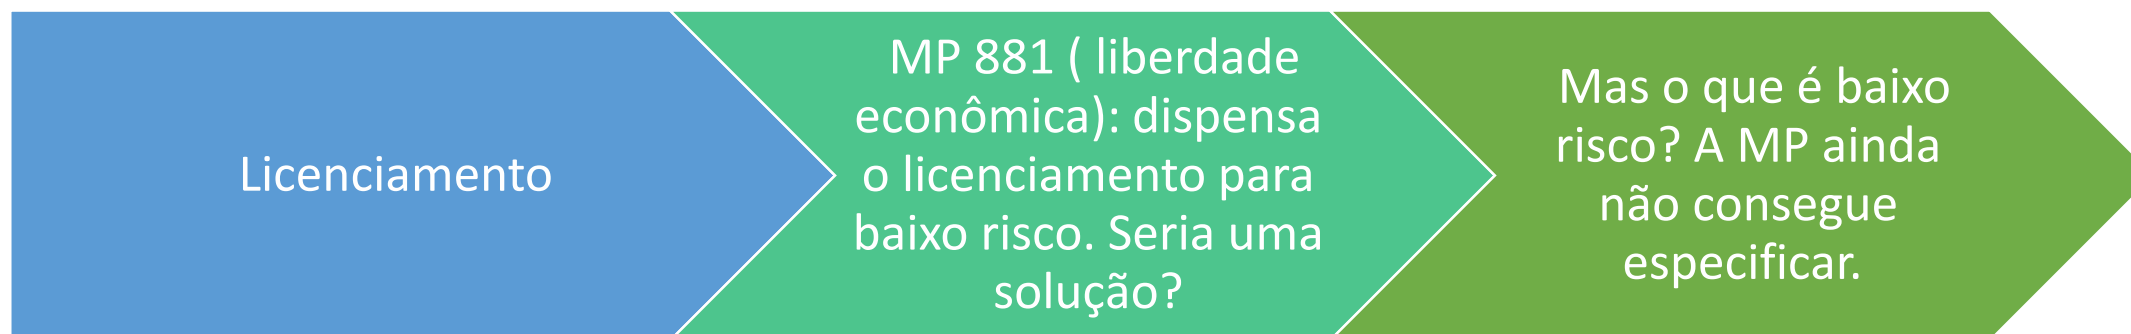 Licenciamento
MP 881 ( liberdade
econômica): dispensa
o licenciamento para
baixo risco. Seria uma
solução?
Mas o que é baixo
risco? A MP ainda
não consegue
especificar.